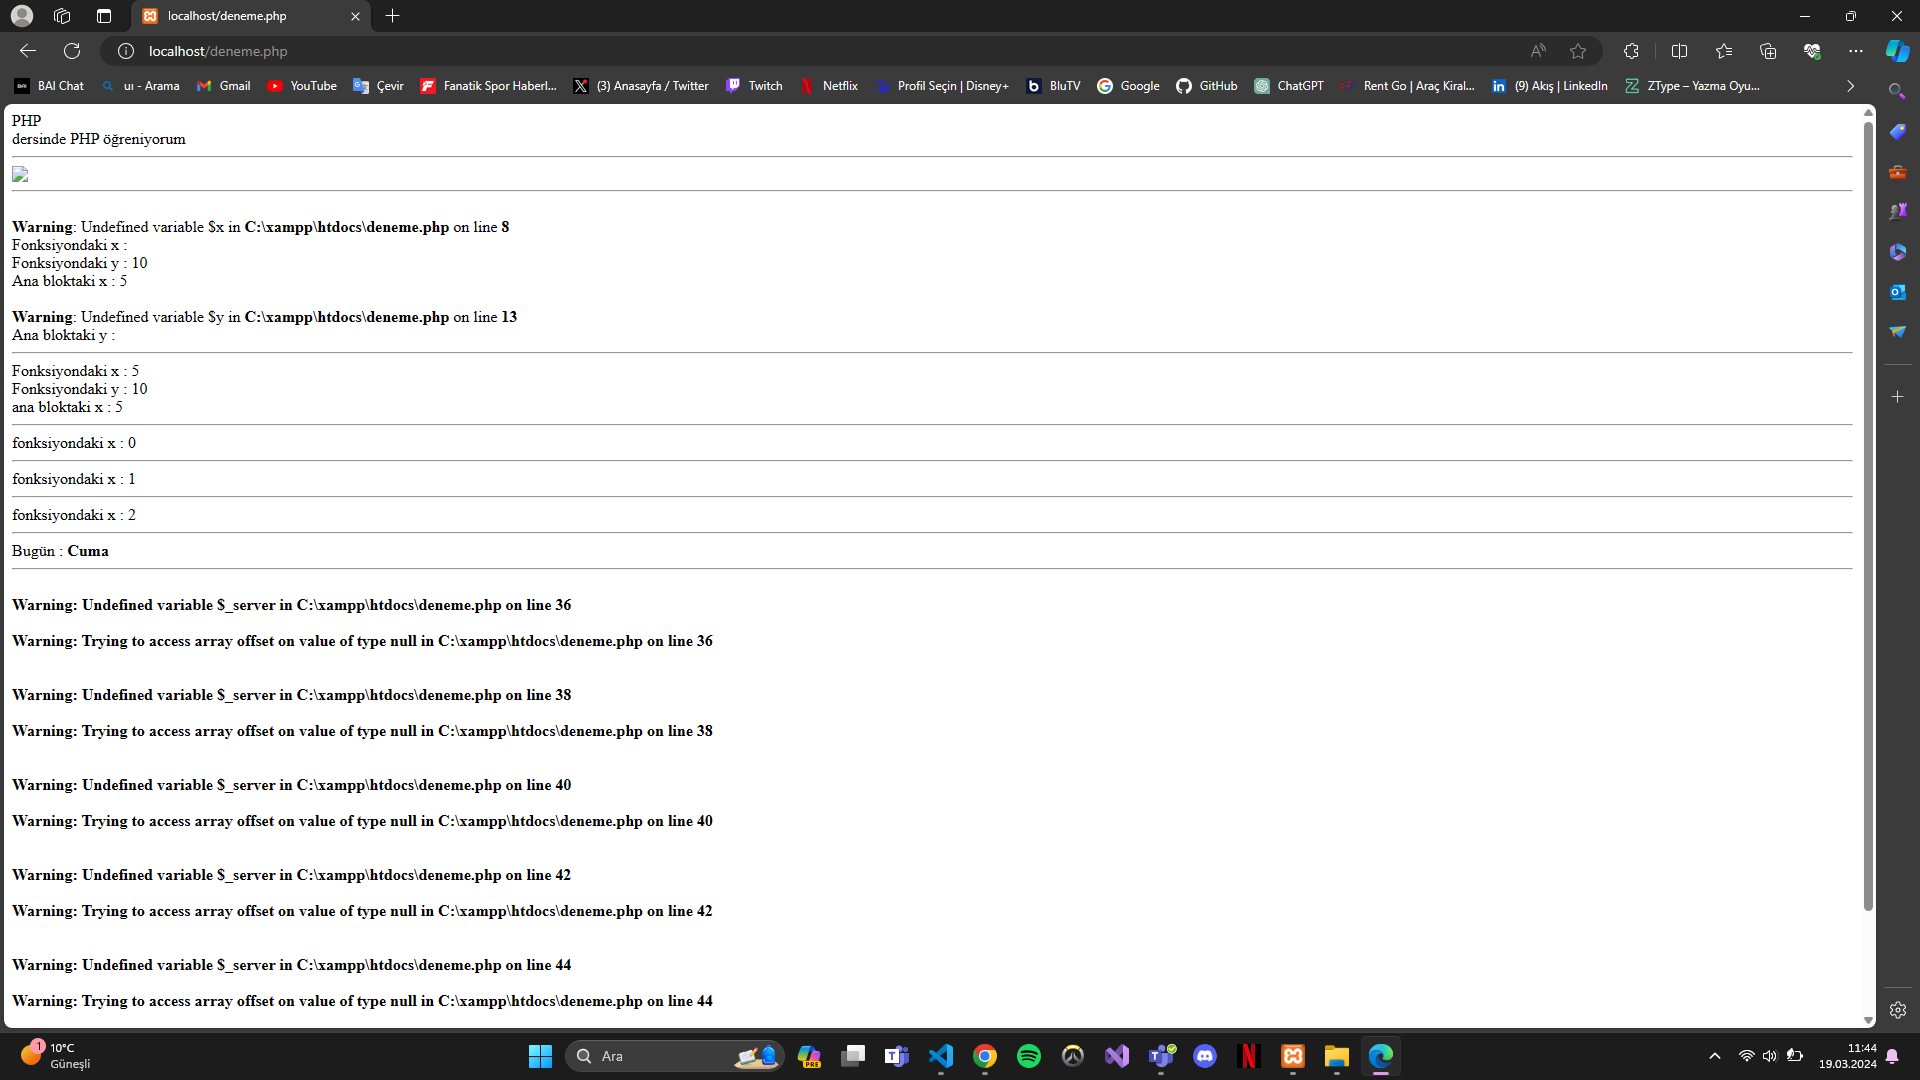 localhost/deneme.php
localhost/deneme.php
BAI Chat
uı - Arama
Gmail
YouTube
Çevir
Fanatik Spor Haberl...
(3) Anasayfa / Twitter
Twitch
Netflix
Profil Seçin | Disney+
BluTV
Google
GitHub
ChatGPT
Rent Go | Araç Kiral...
(9) Akış | LinkedIn
ZType – Yazma Oyu...
PHP
dersinde PHP öğreniyorum
Warning: Undefined variable $x in C:\xampp\htdocs\deneme.php on line 8
Fonksiyondaki x :
Fonksiyondaki y : 10
Ana bloktaki x : 5
Warning: Undefined variable $y in C:\xampp\htdocs\deneme.php on line 13
Ana bloktaki y :
Fonksiyondaki x : 5
Fonksiyondaki y : 10
ana bloktaki x : 5
fonksiyondaki x : 0
fonksiyondaki x : 1
fonksiyondaki x : 2
Bugün : Cuma
Warning: Undefined variable $_server in C:\xampp\htdocs\deneme.php on line 36
Warning: Trying to access array offset on value of type null in C:\xampp\htdocs\deneme.php on line 36
Warning: Undefined variable $_server in C:\xampp\htdocs\deneme.php on line 38
Warning: Trying to access array offset on value of type null in C:\xampp\htdocs\deneme.php on line 38
Warning: Undefined variable $_server in C:\xampp\htdocs\deneme.php on line 40
Warning: Trying to access array offset on value of type null in C:\xampp\htdocs\deneme.php on line 40
Warning: Undefined variable $_server in C:\xampp\htdocs\deneme.php on line 42
Warning: Trying to access array offset on value of type null in C:\xampp\htdocs\deneme.php on line 42
Warning: Undefined variable $_server in C:\xampp\htdocs\deneme.php on line 44
Warning: Trying to access array offset on value of type null in C:\xampp\htdocs\deneme.php on line 44
1
10°C
Güneşli
Ara
PRE
11:44
19.03.2024